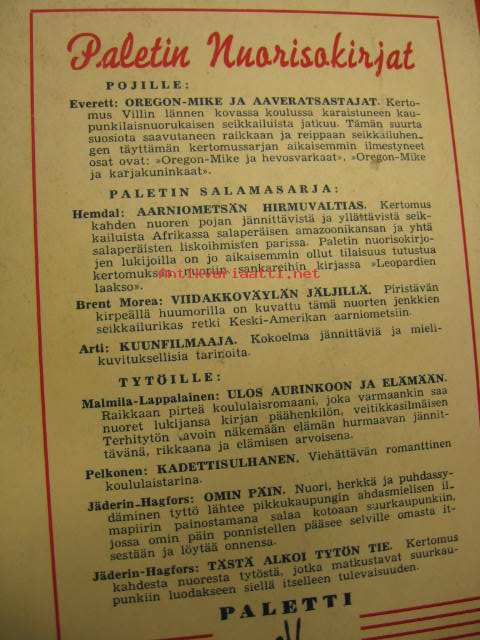 Paletin Nuorisokirjat
POJILLE:
Everett: OREGON-MIKE JA AAVERATSASTAJAT. Kerto-
mus Villin lännen kovassa koulussa karaistuneen kau-
punkilaisnuorukaisen seikkailuista jatkuu. Tämän suurta
suosiota saavutaneen raikkaan ja reippaan seikkailuhen-
gen täyttämän kertomussarjan aikaisemmin ilmestyneet
osat ovat: »Oregon-Mike ja hevosvarkaat», »Oregon-Mike
ja karjakuninkaat».
PALETIN SALAMASARJA:
Hemdal: AARNIOMETSÄN HIRMUVALTIAS. Kertomus
kahden nuoren pojan jännittävistä ja yllättävistä seik-
kailuista Afrikassa salaperäisen amazoonikansan ja yhtä
salaperäisten liskoihmisten parissa. Paletin nuorisokirjo-
jen lukijoilla on jo aikaisemmin ollut tilaisuus tutustua
kertomuksen nuoriin sankareihin kirjassa »Leopardien
laakso».
antikvariaatti.net
Brent Morea: VIIDAKKOVÄYLÄN JÄLJILLÄ. Piristävän
kirpeällä huumorilla on kuvattu tämä nuorten jenkkien
seikkailurikas retki Keski-Amerikan aarniometsiin.
Arti: KUUNFILMAAJA. Kokoelma jännittäviä ja mieli-
kuvituksellisia tarinoita.
TYTÖILLE:
Malmila-Lappalainen: ULOS AURINKOON JA ELÄMÄÄN.
Raikkaan pirteä koululaisromaani, joka varmaankin saa
nuoret lukijansa kirjan päähenkilön, veitikkasilmäisen
Terhitytön tavoin näkemään elämän hurmaavan jännit-
tävänä, rikkaana ja elämisen arvoisena.
Pelkonen: KADETTISULHANEN. Viehättävän romanttinen
koululaistarina.
Jäderin-Hagfors: OMIN PÄIN. Nuori, herkkä ja puhdassy-
däminen tyttö lähtee pikkukaupungin ahdasmielisen il-
mapiirin painostamana salaa kotoaan suurkaupunkiin,
jossa omin päin ponnistellen pääsee selville omasta it-
sestään ja löytää onnensa.
Jäderin-Hagfors: TÄSTÄ ALKOI TYTÖN TIE. Kertomus
kahdesta nuoresta tytöstä, jotka matkustavat suurkau-
punkiin luodakseen siellä itselleen tulevaisuuden.
PALETTI